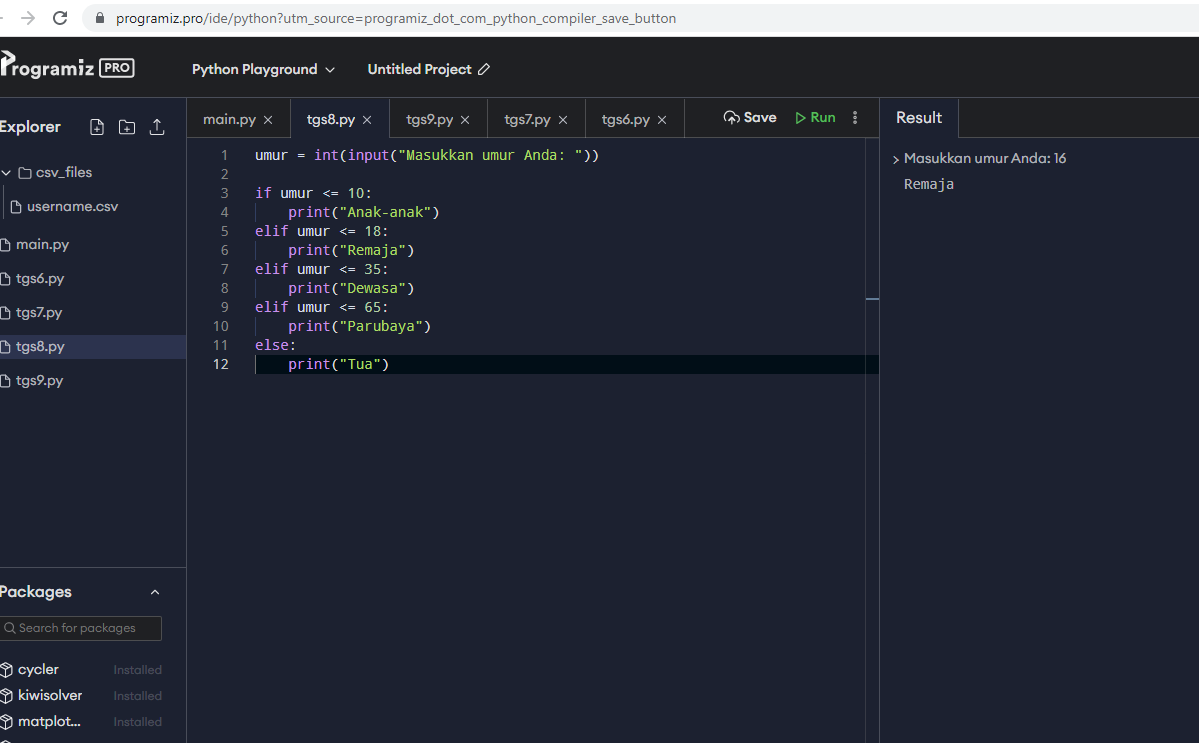 programiz.pro/ide/python?utm_source=programiz_dot_com_python_compiler_save_button
Programiz PRO
Python Playground
Untitled Project
Explorer
csv_files
username.csv
main.py
tgs6.py
tgs7.py
tgs8.py
tgs9.py
Packages
Search for packages
cycler Installed
kiwisolver Installed
matplot... Installed
main.py
tgs8.py
tgs9.py
tgs7.py
tgs6.py
Save
Run
1 umur = int(input("Masukkan umur Anda: "))
2
3 if umur <= 10:
4 print("Anak-anak")
5 elif umur <= 18:
6 print("Remaja")
7 elif umur <= 35:
8 print("Dewasa")
9 elif umur <= 65:
10 print("Parubaya")
11 else:
12 print("Tua")
Result
> Masukkan umur Anda: 16
Remaja